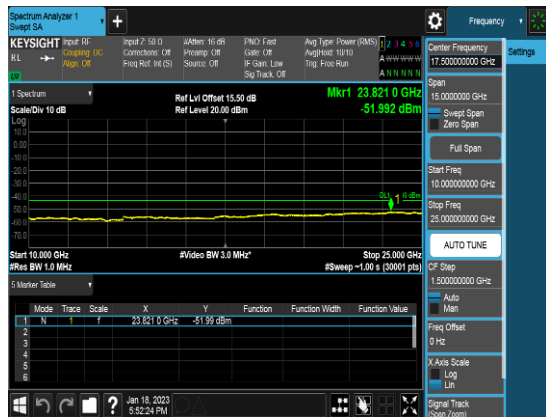 Spectrum Analyzer 1
Swept SA
Frequency
KEYSIGHT Input: RF
RL
Coupling: DC
Align: Off
Input Z: 50 Ω
Corrections: Off
Freq Ref: Int (S)
#Atten: 16 dB
Preamp: Off
Source: Off
PNO: Fast
Gate: Off
IF Gain: Low
Sig Track: Off
Avg Type: Power (RMS)
Avg|Hold: 10/10
Trig: Free Run
1 2 3 4 5 6
A W W W W W
A N N N N N
LV
Center Frequency
17.500000000 GHz
Settings
Span
15.0000000 GHz
Swept Span
Zero Span
Full Span
Start Freq
10.000000000 GHz
Stop Freq
25.000000000 GHz
AUTO TUNE
CF Step
1.500000000 GHz
Auto
Man
Freq Offset
0 Hz
X Axis Scale
Log
Lin
Signal Track
(Span Zoom)
1 Spectrum
Scale/Div 10 dB
Log
Ref Lvl Offset 15.50 dB
Ref Level 20.00 dBm
Mkr1 23.821 0 GHz
-51.992 dBm
10.0
0.00
-10.0
-20.0
-30.0
-40.0
-50.0
-60.0
-70.0
DL1
1
Start 10.000 GHz
#Res BW 1.0 MHz
#Video BW 3.0 MHz*
Stop 25.000 GHz
#Sweep ~1.00 s (30001 pts)
5 Marker Table
Mode Trace Scale X Y Function Function Width Function Value
1 N 1 f 23.821 0 GHz -51.99 dBm
2
3
4
5
6
?
Jan 18, 2023
5:52:24 PM